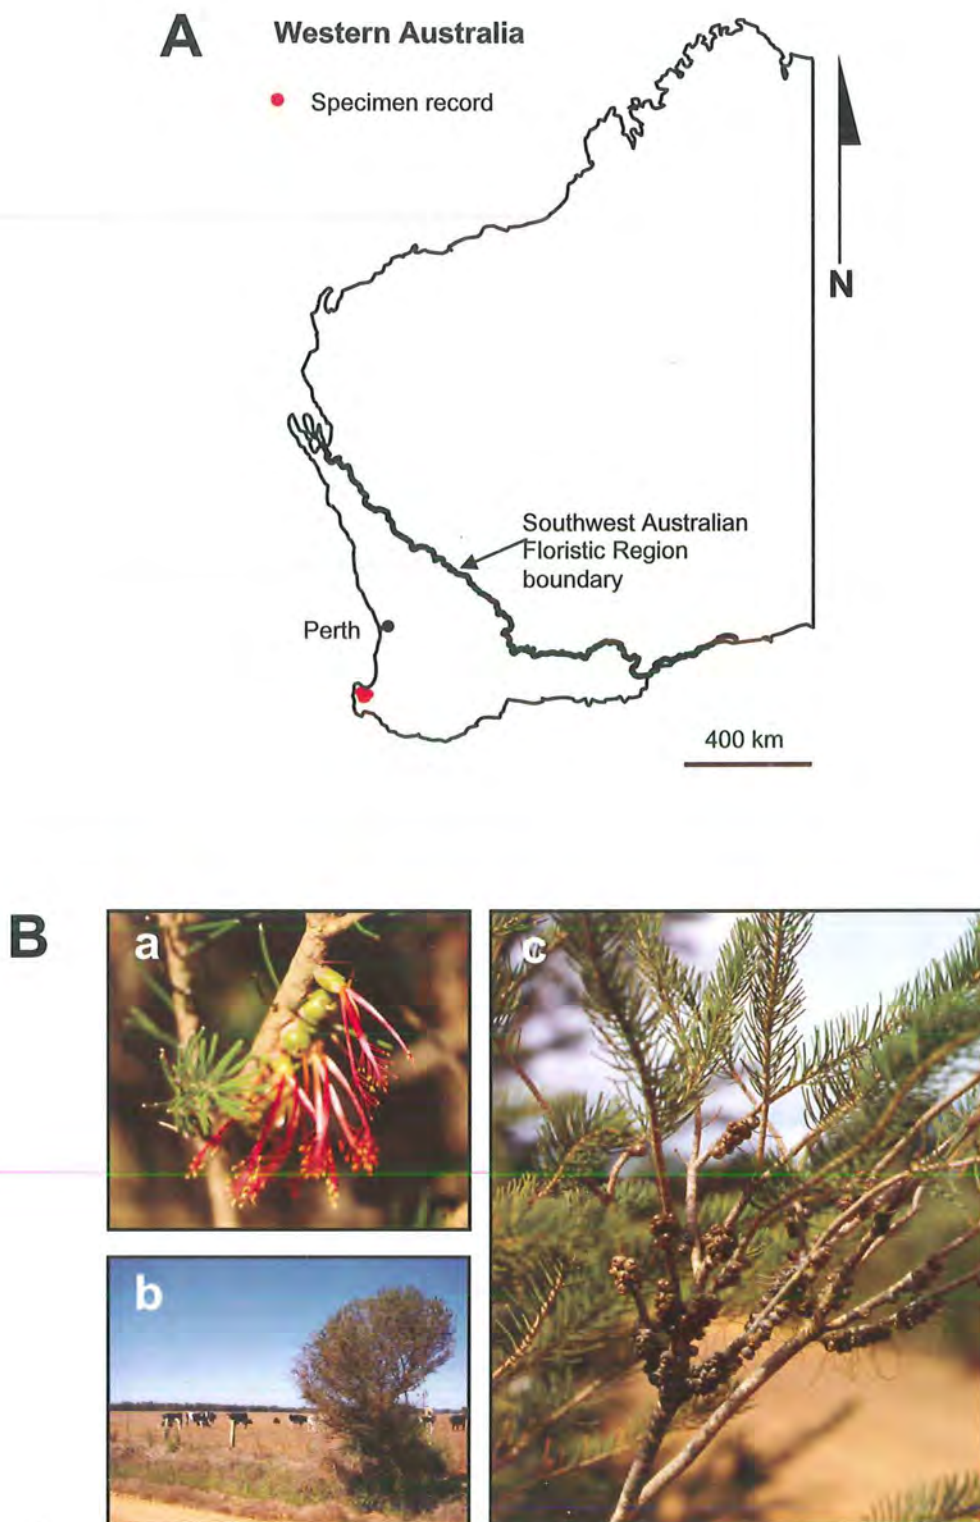 A
Western Australia
Specimen record
N
Southwest Australian
Floristic Region
boundary
Perth
400 km
B
a
c
b